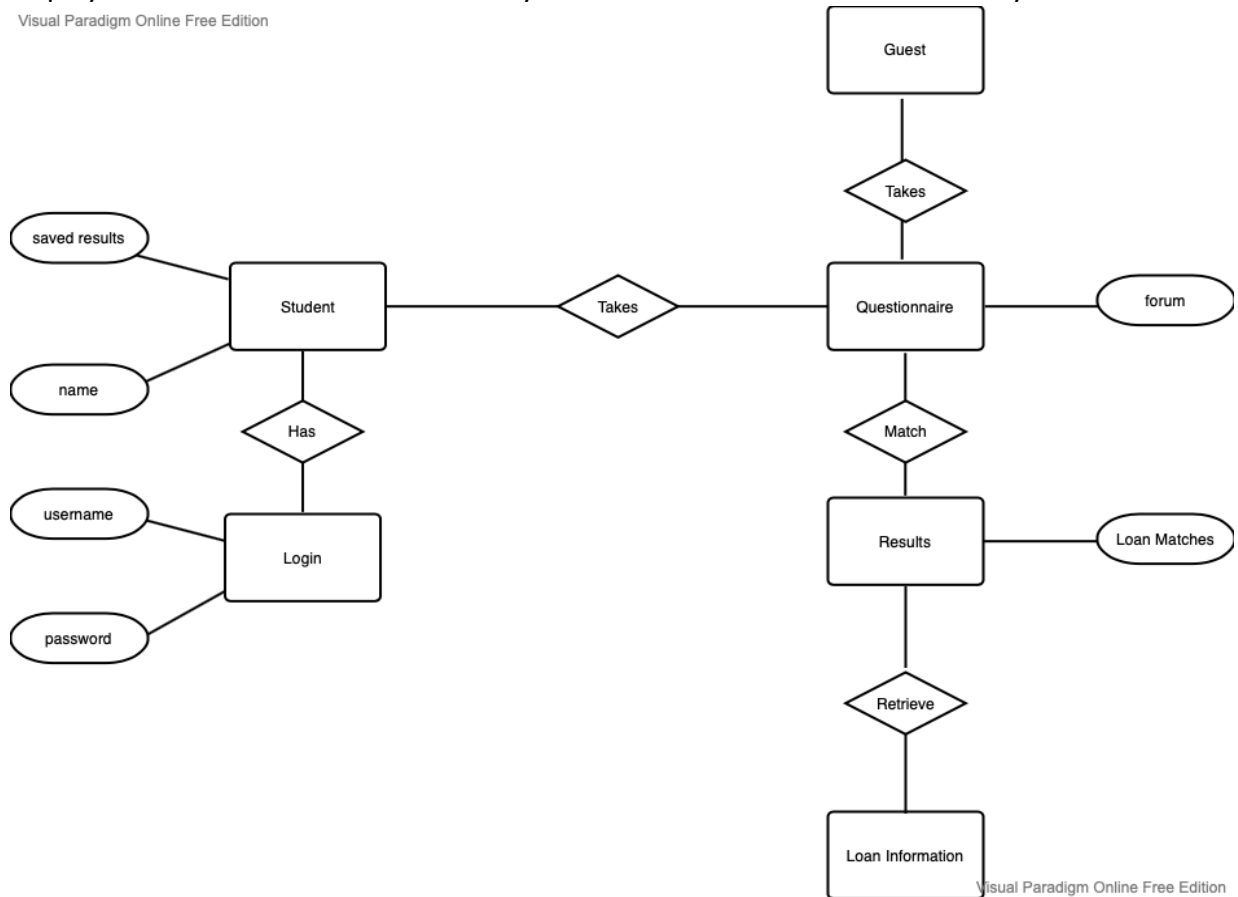 Visual Paradigm Online Free Edition
Guest
Takes
saved results
Student
Takes
Questionnaire
forum
name
Has
Match
username
Login
Results
Loan Matches
password
Retrieve
Loan Information
Visual Paradigm Online Free Edition